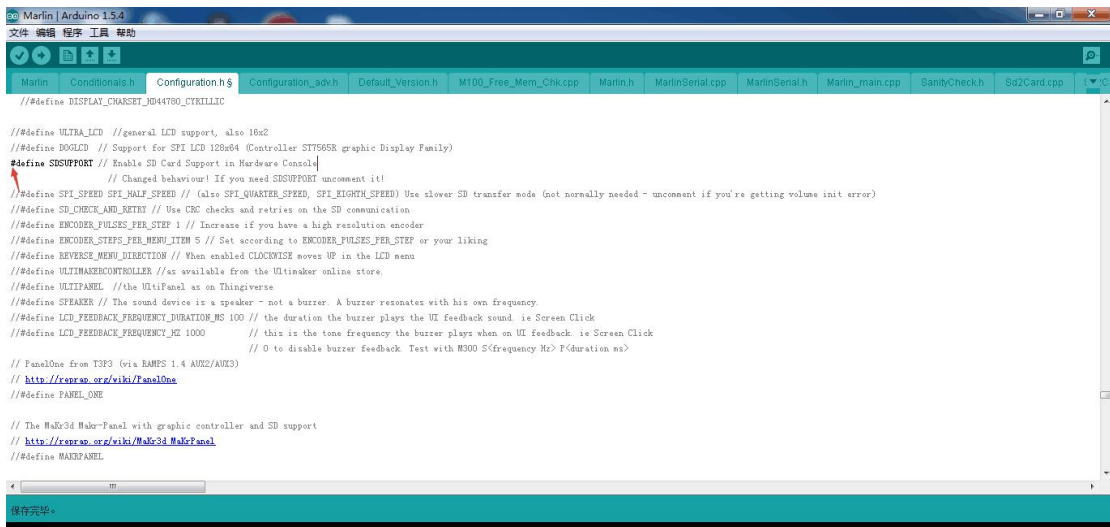 Marlin | Arduino 1.5.4
文件 编辑 程序 工具 帮助
Marlin Conditionals.h Configuration.h § Configuration_adv.h Default_Version.h M100_Free_Mem_Chk.cpp Marlin.h MarlinSerial.cpp MarlinSerial.h Marlin_main.cpp SanityCheck.h Sd2Card.cpp
//#define DISPLAY_CHARSET_HD44780_CYRILLIC
//#define ULTRA_LCD //general LCD support, also 16x2
//#define DOGLCD // Support for SPI LCD 128x64 (Controller ST7565R graphic Display Family)
#define SDSUPPORT // Enable SD Card Support in Hardware Console
// Changed behaviour! If you need SDSUPPORT uncomment it!
//#define SPI_SPEED SPI_HALF_SPEED // (also SPI_QUARTER_SPEED, SPI_EIGHTH_SPEED) Use slower SD transfer mode (not normally needed - uncomment if you're getting volume init error)
//#define SD_CHECK_AND_RETRY // Use CRC checks and retries on the SD communication
//#define ENCODER_PULSES_PER_STEP 1 // Increase if you have a high resolution encoder
//#define ENCODER_STEPS_PER_MENU_ITEM 5 // Set according to ENCODER_PULSES_PER_STEP or your liking
//#define REVERSE_MENU_DIRECTION // When enabled CLOCKWISE moves UP in the LCD menu
//#define ULTIMAKERCONTROLLER //as available from the Ultimaker online store.
//#define ULTIPANEL //the UltiPanel as on Thingiverse
//#define SPEAKER // The sound device is a speaker - not a buzzer. A buzzer resonates with his own frequency.
//#define LCD_FEEDBACK_FREQUENCY_DURATION_MS 100 // the duration the buzzer plays the UI feedback sound. ie Screen Click
//#define LCD_FEEDBACK_FREQUENCY_HZ 1000 // this is the tone frequency the buzzer plays when on UI feedback. ie Screen Click
// 0 to disable buzzer feedback. Test with M300 S<frequency Hz> P<duration ms>
// PanelOne from T3P3 (via RAMPS 1.4 AUX2/AUX3)
// http://reprap.org/wiki/PanelOne
//#define PANEL_ONE
// The MaKr3d Makr-Panel with graphic controller and SD support
// http://reprap.org/wiki/MaKr3d_MaKrPanel
//#define MAKRPANEL
保存完毕。